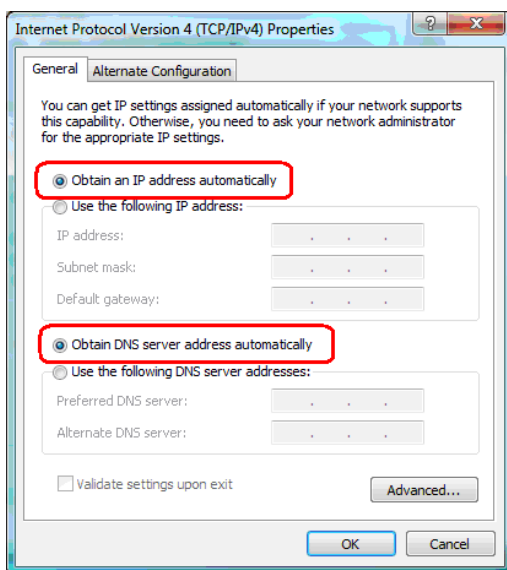 Internet Protocol Version 4 (TCP/IPv4) Properties
General
Alternate Configuration
You can get IP settings assigned automatically if your network supports
this capability. Otherwise, you need to ask your network administrator
for the appropriate IP settings.
Obtain an IP address automatically
Use the following IP address:
IP address:
Subnet mask:
Default gateway:
Obtain DNS server address automatically
Use the following DNS server addresses:
Preferred DNS server:
Alternate DNS server:
Validate settings upon exit
Advanced...
OK
Cancel